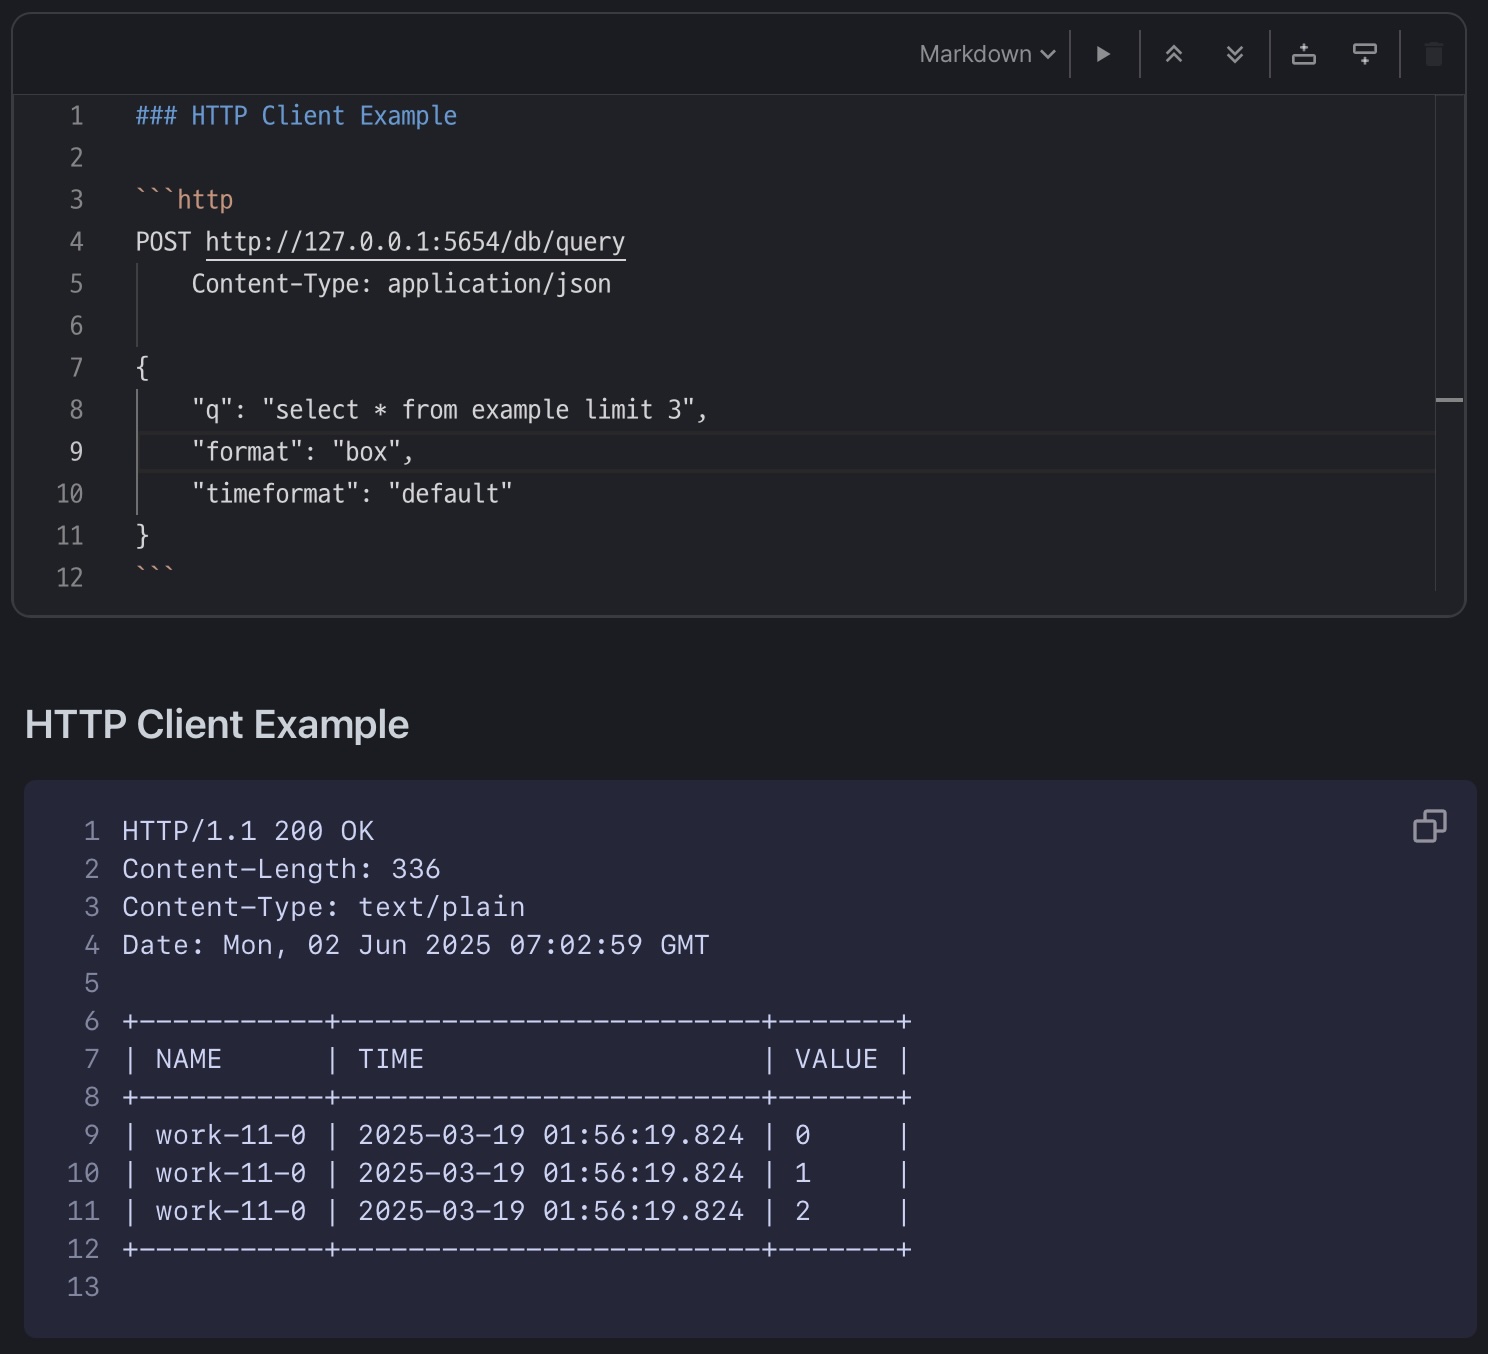 Markdown
1 ### HTTP Client Example
2
3 ```http
4 POST http://127.0.0.1:5654/db/query
5     Content-Type: application/json
6
7 {
8     "q": "select * from example limit 3",
9     "format": "box",
10     "timeformat": "default"
11 }
12 ```
HTTP Client Example
1 HTTP/1.1 200 OK
2 Content-Length: 336
3 Content-Type: text/plain
4 Date: Mon, 02 Jun 2025 07:02:59 GMT
5
6 +-----------+-------------------------+-------+
7 | NAME      | TIME                    | VALUE |
8 +-----------+-------------------------+-------+
9 | work-11-0 | 2025-03-19 01:56:19.824 | 0     |
10 | work-11-0 | 2025-03-19 01:56:19.824 | 1     |
11 | work-11-0 | 2025-03-19 01:56:19.824 | 2     |
12 +-----------+-------------------------+-------+
13